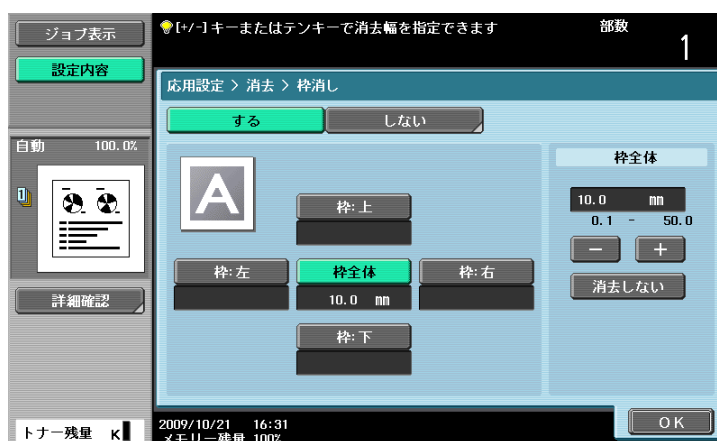 ジョブ表示
設定内容
[+/-]キーまたはテンキーで消去幅を指定できます
部数
1
応用設定 > 消去 > 枠消し
する
しない
自動 100.0%
1
A
枠:上
枠:左
枠全体
10.0 mm
枠:右
枠:下
枠全体
10.0 mm
0.1 - 50.0
− +
消去しない
詳細確認
トナー残量 K
2009/10/21 16:31
メモリー残量 100%
OK